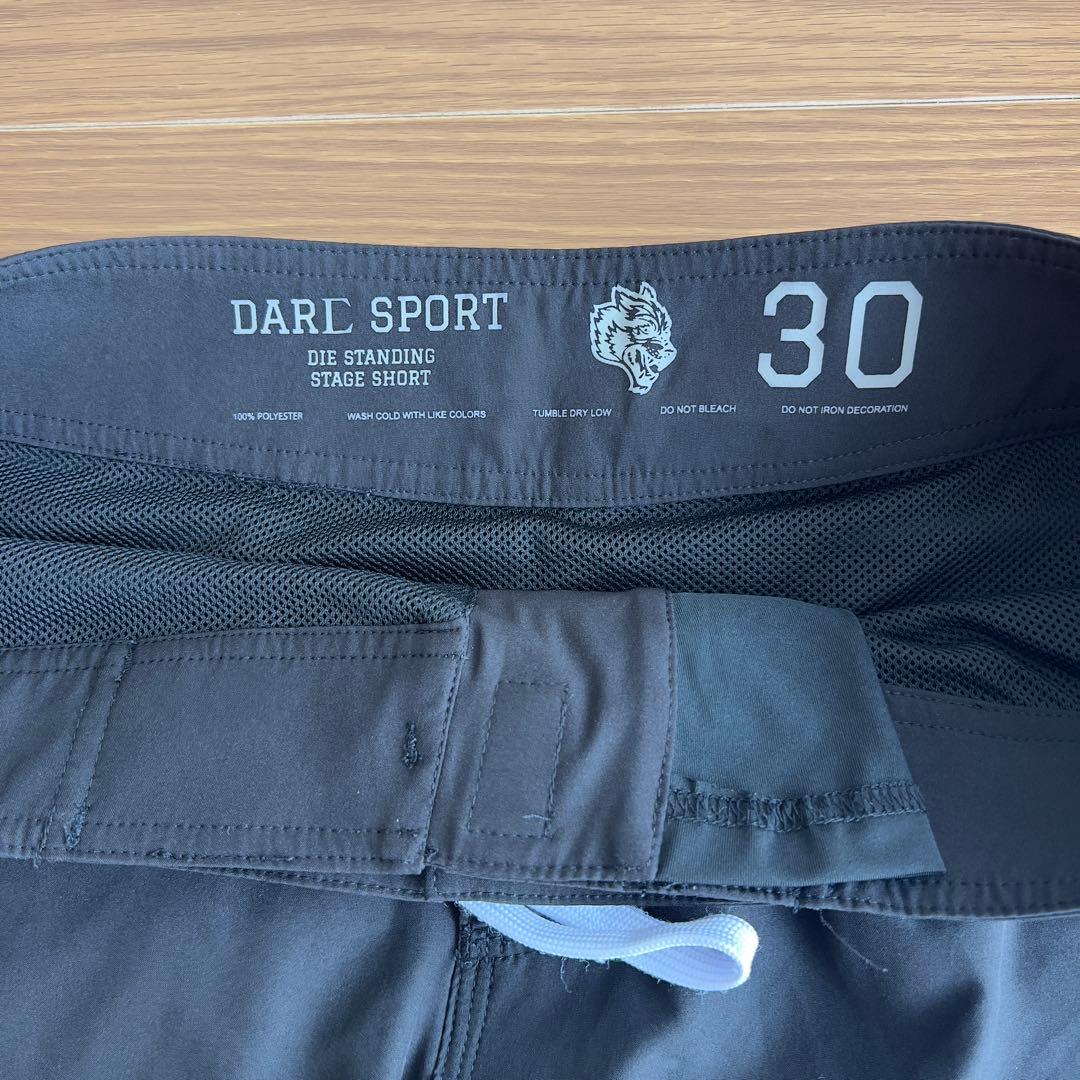 DARE SPORT
DIE STANDING
STAGE SHORT
30
100% POLYESTER WASH COLD WITH LIKE COLORS TUMBLE DRY LOW DO NOT BLEACH DO NOT IRON DECORATION